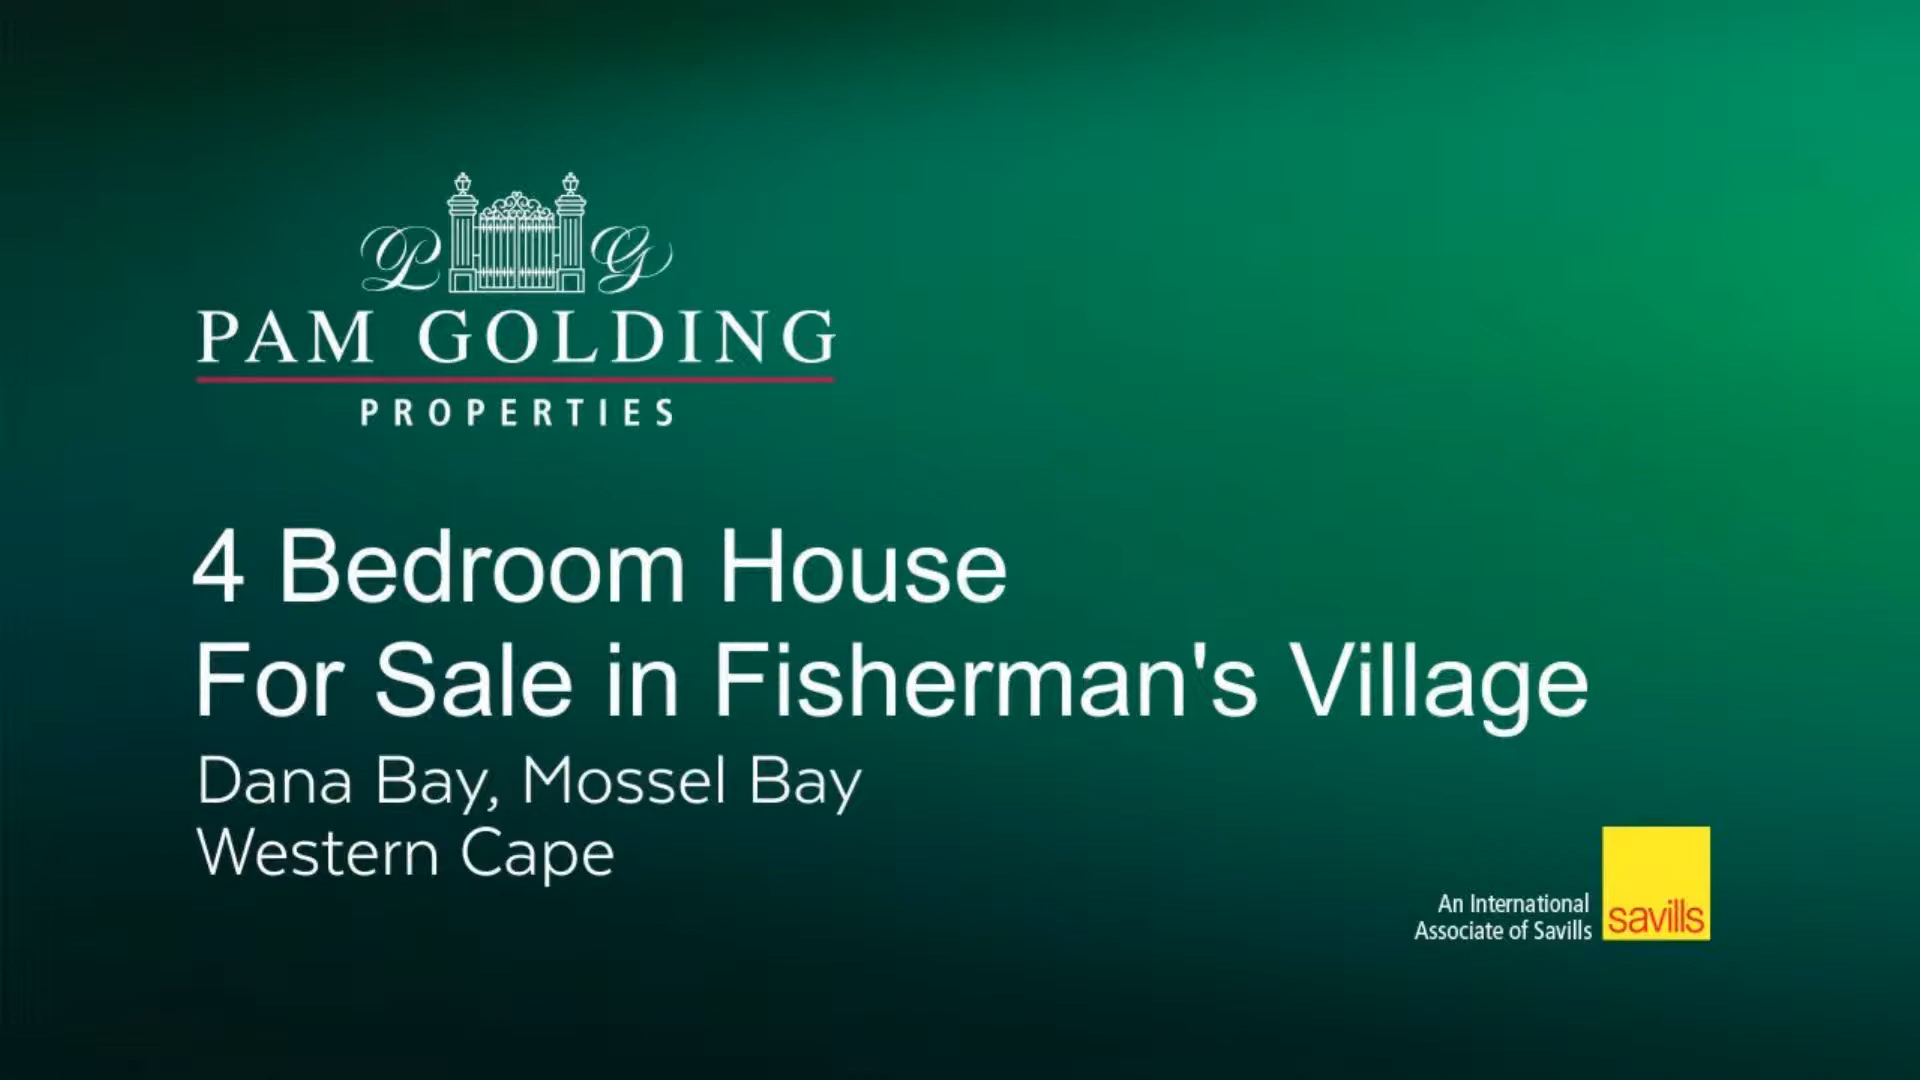 P G
PAM GOLDING
PROPERTIES
4 Bedroom House
For Sale in Fisherman's Village
Dana Bay, Mossel Bay
Western Cape
An International
Associate of Savills
savills